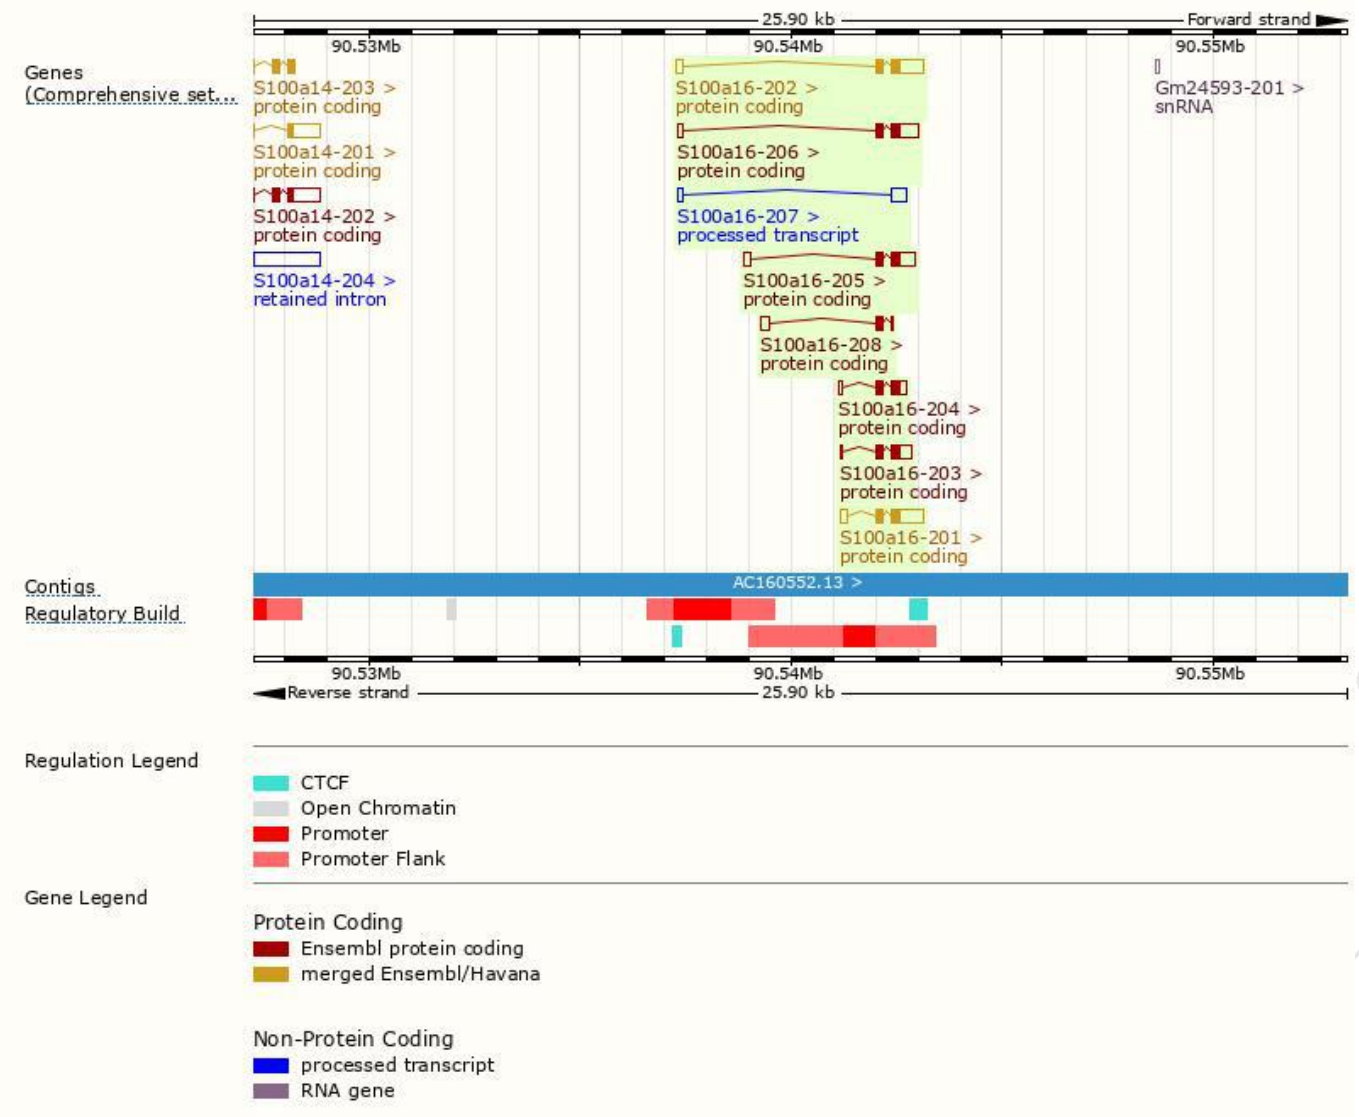 25.90 kb
Forward strand
90.53Mb 90.54Mb 90.55Mb
Genes
(Comprehensive set...
S100a14-203 >
protein coding
S100a14-201 >
protein coding
S100a14-202 >
protein coding
S100a14-204 >
retained intron
S100a16-202 >
protein coding
S100a16-206 >
protein coding
S100a16-207 >
processed transcript
S100a16-205 >
protein coding
S100a16-208 >
protein coding
S100a16-204 >
protein coding
S100a16-203 >
protein coding
S100a16-201 >
protein coding
Gm24593-201 >
snRNA
Contigs
AC160552.13 >
Regulatory Build
90.53Mb 90.54Mb 90.55Mb
Reverse strand
25.90 kb
Regulation Legend
CTCF
Open Chromatin
Promoter
Promoter Flank
Gene Legend
Protein Coding
Ensembl protein coding
merged Ensembl/Havana
Non-Protein Coding
processed transcript
RNA gene